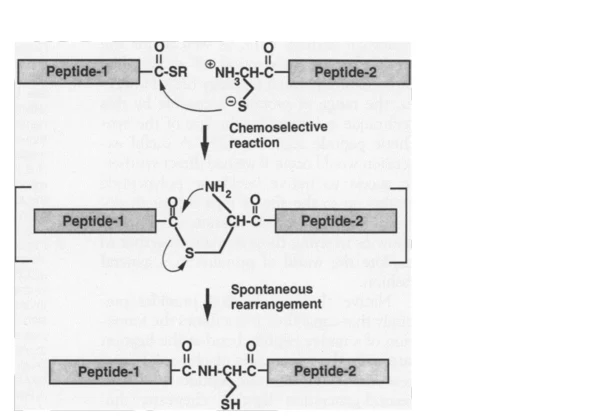 Peptide-1
O
C-SR
⊕
NH3-CH-C
O
Peptide-2
⊖
S
Chemoselective
reaction
Peptide-1
O
C
NH2
CH-C
O
Peptide-2
S
Spontaneous
rearrangement
Peptide-1
O
C-NH-CH-C
O
Peptide-2
SH